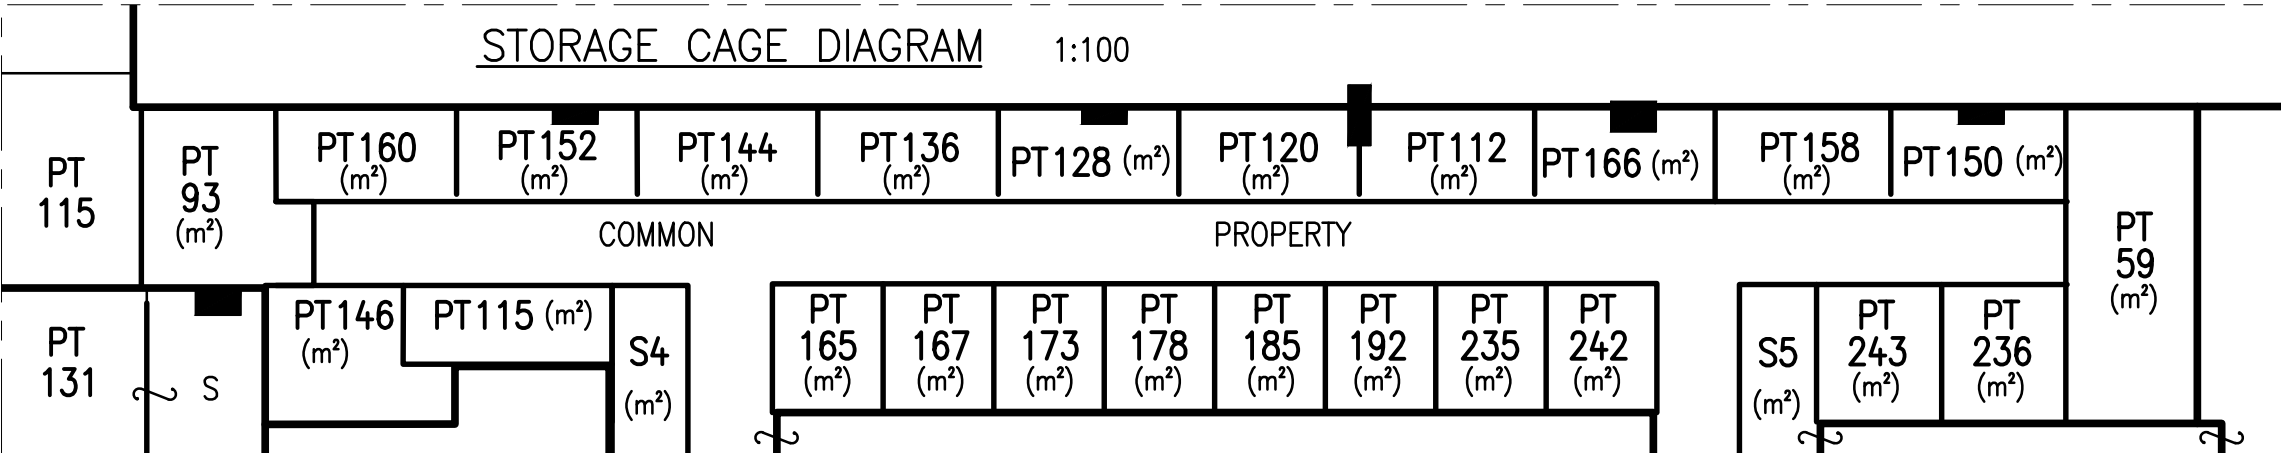 STORAGE CAGE DIAGRAM 1:100
PT
115
PT
93
(m²)
PT160
(m²)
PT152
(m²)
PT144
(m²)
PT136
(m²)
PT128 (m²)
PT120
(m²)
PT112
(m²)
PT166 (m²)
PT158
(m²)
PT150 (m²)
COMMON PROPERTY
PT
59
(m²)
PT
131
S
PT146
(m²)
PT115 (m²)
S4
(m²)
PT
165
(m²)
PT
167
(m²)
PT
173
(m²)
PT
178
(m²)
PT
185
(m²)
PT
192
(m²)
PT
235
(m²)
PT
242
(m²)
S5
(m²)
PT
243
(m²)
PT
236
(m²)